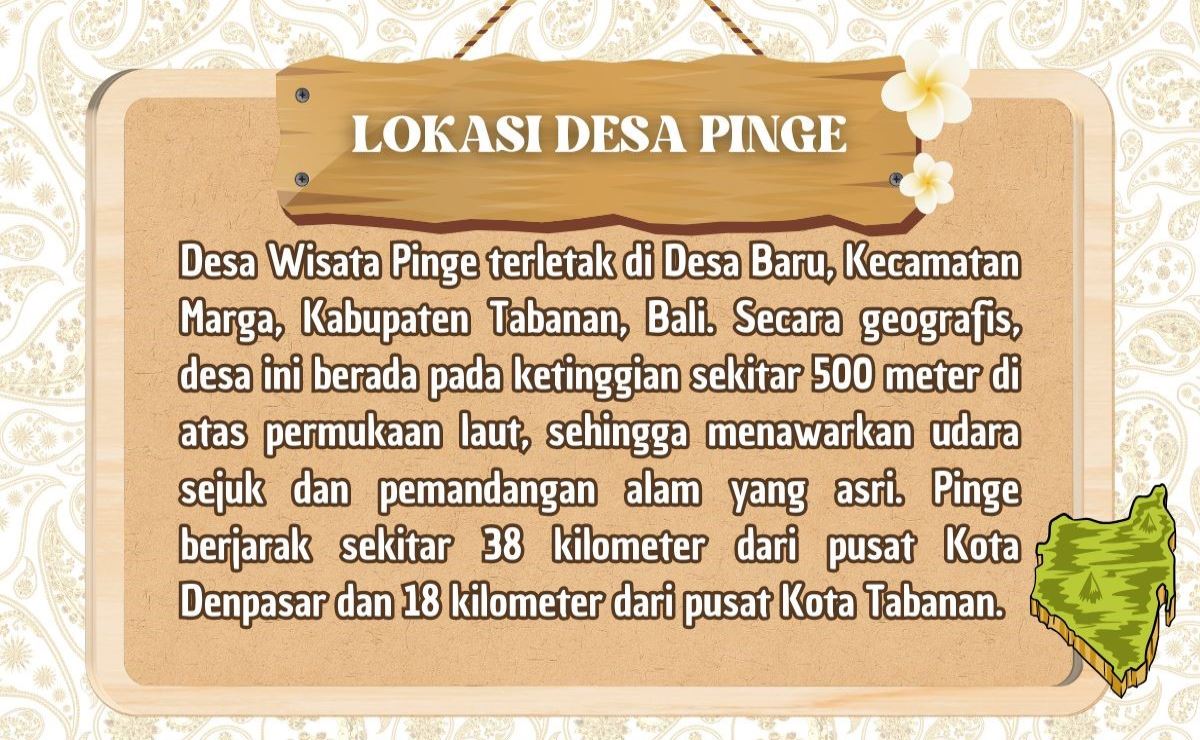 LOKASI DESA PINGE
Desa Wisata Pinge terletak di Desa Baru, Kecamatan
Marga, Kabupaten Tabanan, Bali. Secara geografis,
desa ini berada pada ketinggian sekitar 500 meter di
atas permukaan laut, sehingga menawarkan udara
sejuk dan pemandangan alam yang asri. Pinge
berjarak sekitar 38 kilometer dari pusat Kota
Denpasar dan 18 kilometer dari pusat Kota Tabanan.